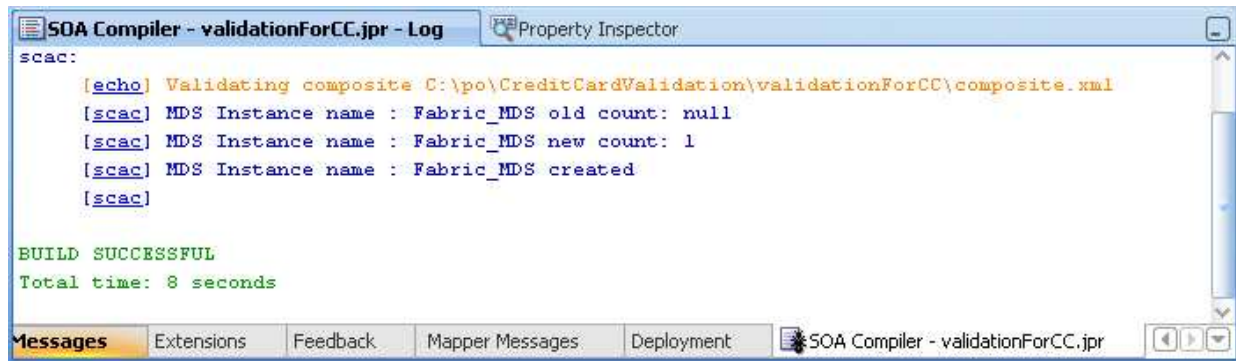 SOA Compiler - validationForCC.jpr - Log Property Inspector
scac:
[echo] Validating composite C:\po\CreditCardValidation\validationForCC\composite.xml
[scac] MDS Instance name : Fabric_MDS old count: null
[scac] MDS Instance name : Fabric_MDS new count: 1
[scac] MDS Instance name : Fabric_MDS created
[scac]
BUILD SUCCESSFUL
Total time: 8 seconds
Messages Extensions Feedback Mapper Messages Deployment SOA Compiler - validationForCC.jpr